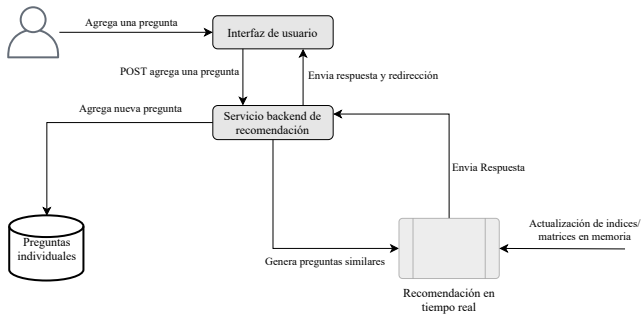 Agrega una pregunta
Interfaz de usuario
POST agrega una pregunta
Envia respuesta y redirección
Agrega nueva pregunta
Servicio backend de
recomendación
Envia Respuesta
Preguntas
individuales
Genera preguntas similares
Actualización de indices/
matrices en memoria
Recomendación en
tiempo real